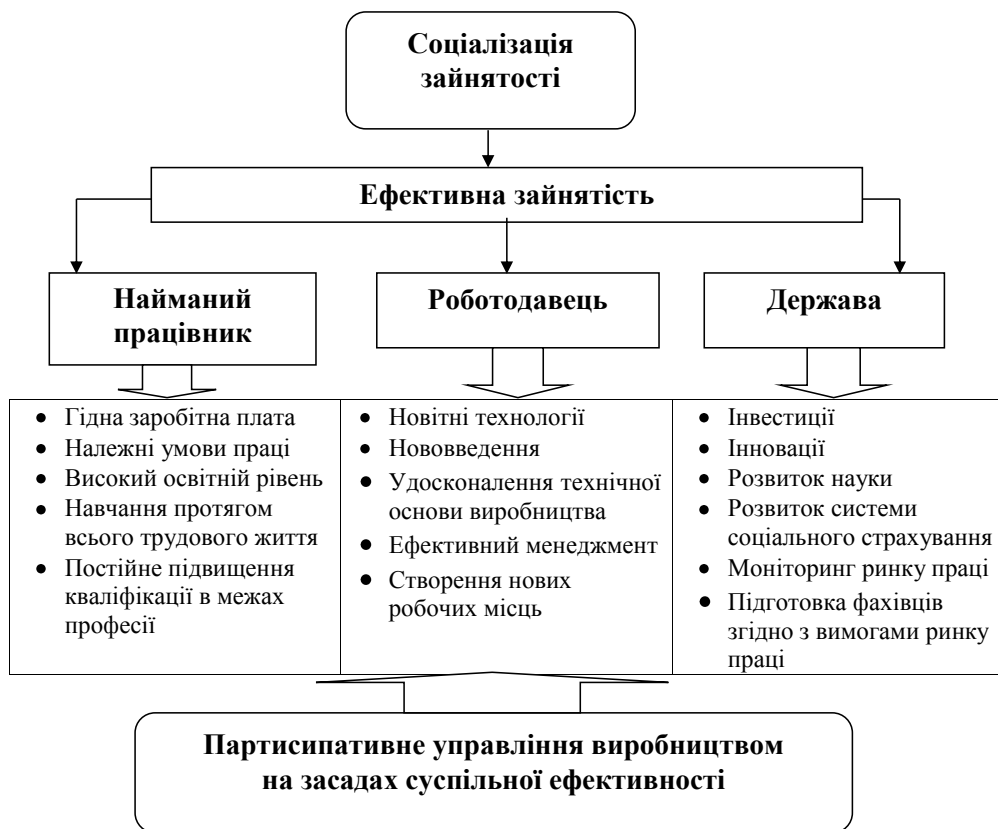 Соціалізація
зайнятості
Ефективна зайнятість
Найманий
працівник
Роботодавець
Держава
• Гідна заробітна плата
• Належні умови праці
• Високий освітній рівень
• Навчання протягом
всього трудового життя
• Постійне підвищення
кваліфікації в межах
професії
• Новітні технології
• Нововведення
• Удосконалення технічної
основи виробництва
• Ефективний менеджмент
• Створення нових
робочих місць
• Інвестиції
• Інновації
• Розвиток науки
• Розвиток системи
соціального страхування
• Моніторинг ринку праці
• Підготовка фахівців
згідно з вимогами ринку
праці
Партисипативне управління виробництвом
на засадах суспільної ефективності